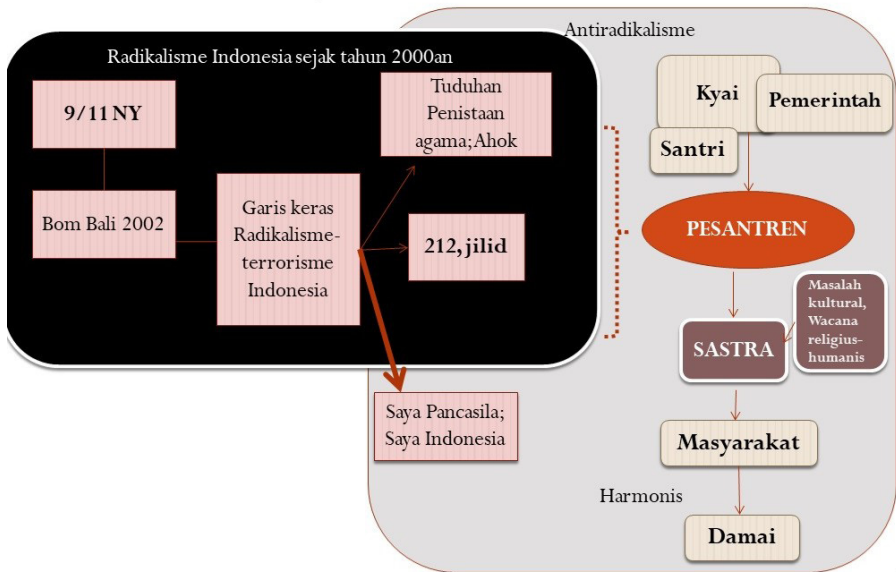 Radikalisme Indonesia sejak tahun 2000an
9/11 NY
Bom Bali 2002
Garis keras
Radikalisme-
terrorisme
Indonesia
Tuduhan
Penistaan
agama; Ahok
212, jilid
Saya Pancasila;
Saya Indonesia
Antiradikalisme
Kyai
Pemerintah
Santri
PESANTREN
Masalah
kultural,
Wacana
religius-
humanis
SASTRA
Masyarakat
Harmonis
Damai